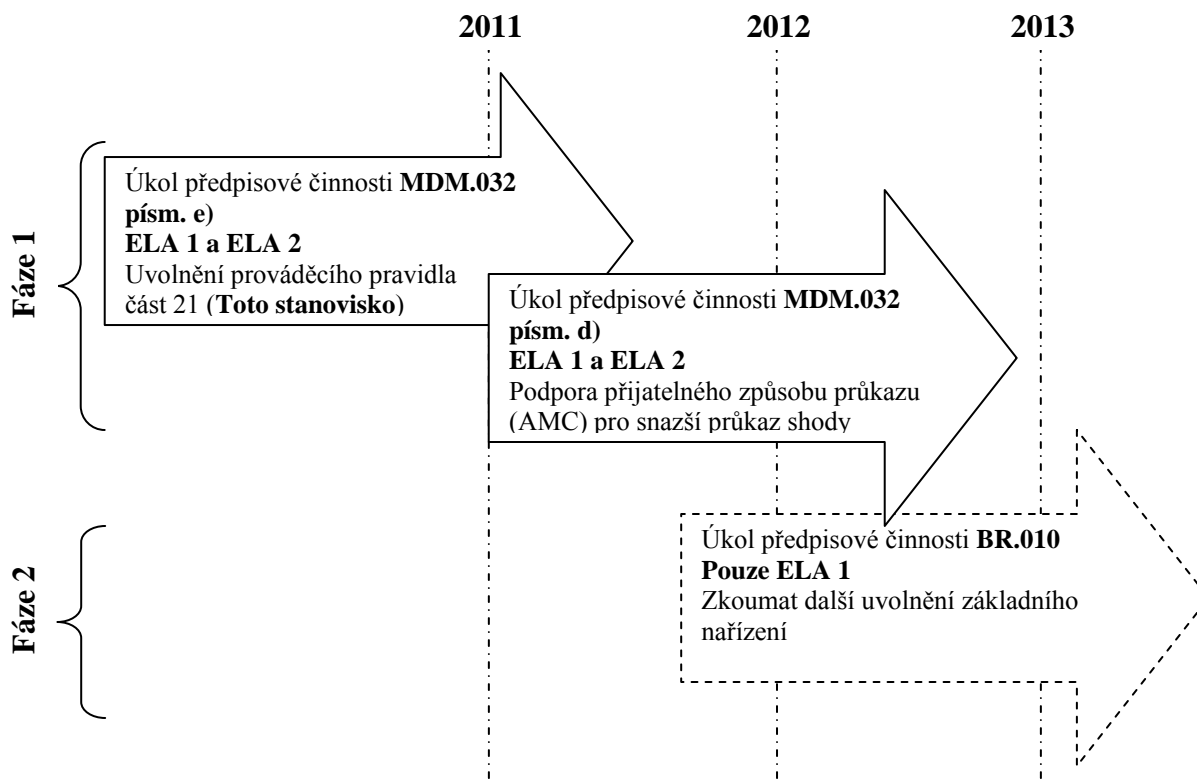 2011
2012
2013
Fáze 1
Úkol předpisové činnosti MDM.032
písm. e)
ELA 1 a ELA 2
Uvolnění prováděcího pravidla
část 21 (Toto stanovisko)
Úkol předpisové činnosti MDM.032
písm. d)
ELA 1 a ELA 2
Podpora přijatelného způsobu průkazu
(AMC) pro snazší průkaz shody
Fáze 2
Úkol předpisové činnosti BR.010
Pouze ELA 1
Zkoumat další uvolnění základního
nařízení